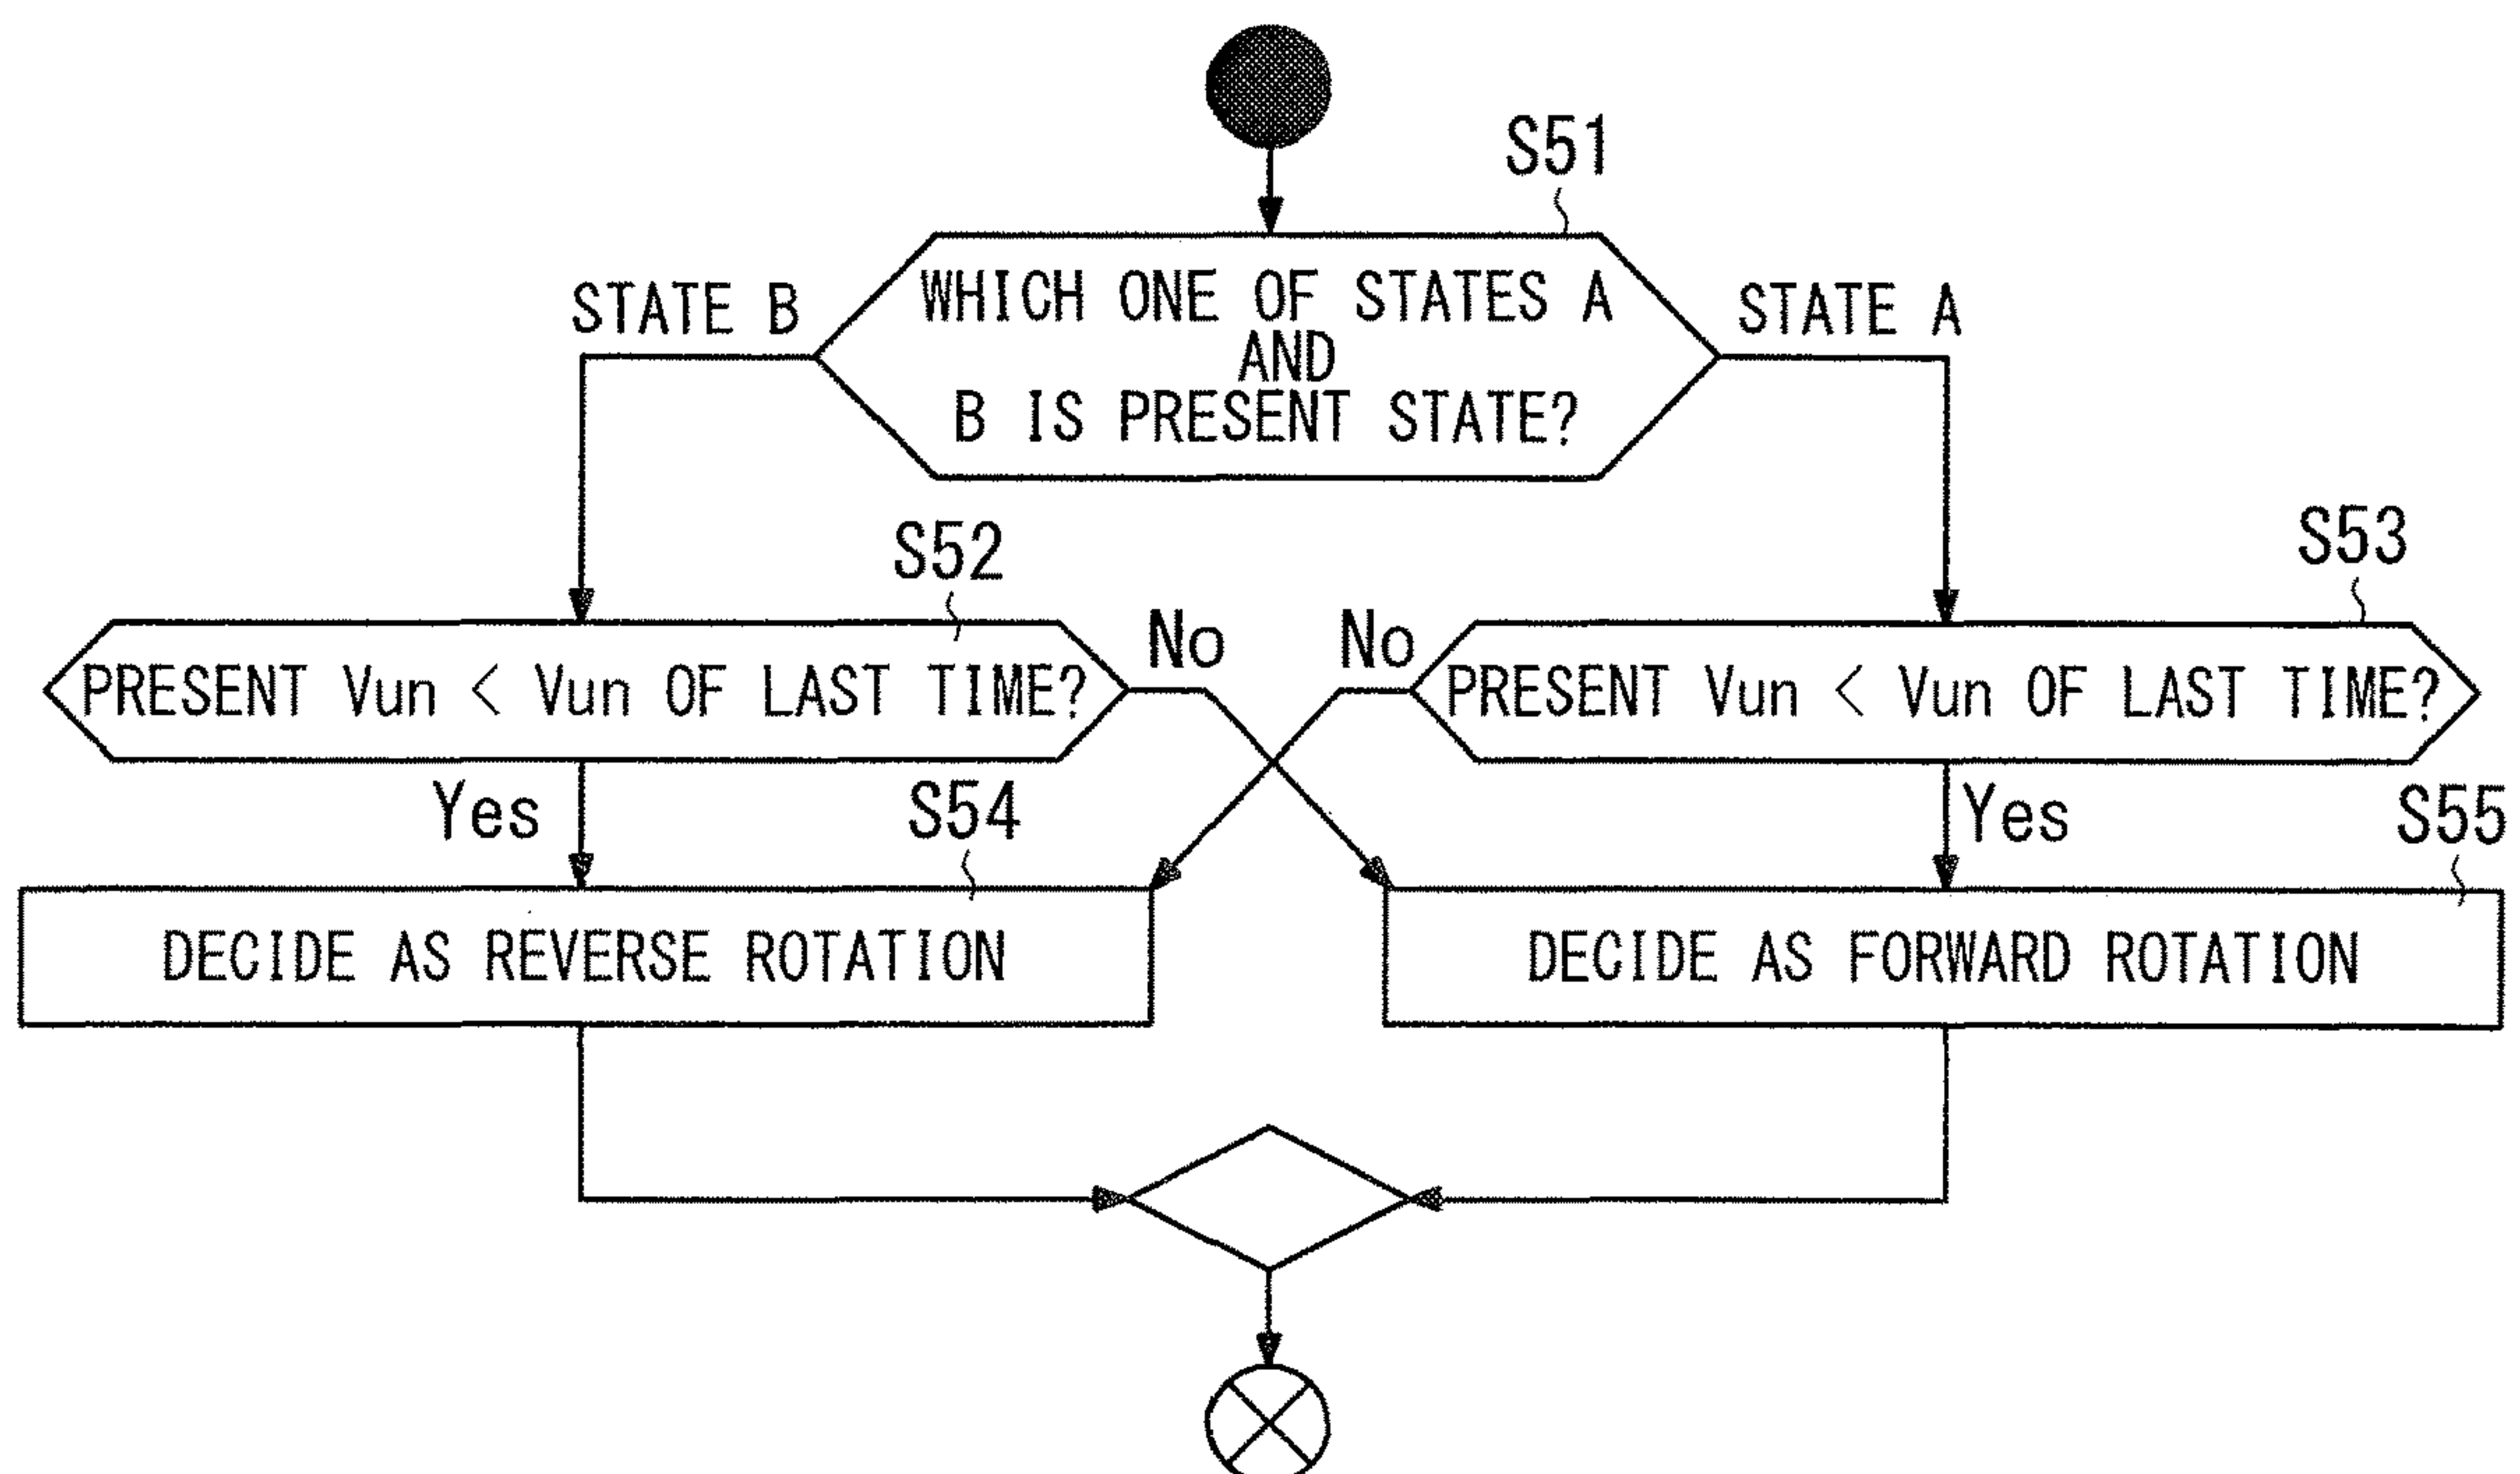 S51
WHICH ONE OF STATES A
AND
B IS PRESENT STATE?
STATE B
STATE A
S52
S53
PRESENT Vun < Vun OF LAST TIME?
No
No
PRESENT Vun < Vun OF LAST TIME?
Yes
S54
Yes
S55
DECIDE AS REVERSE ROTATION
DECIDE AS FORWARD ROTATION